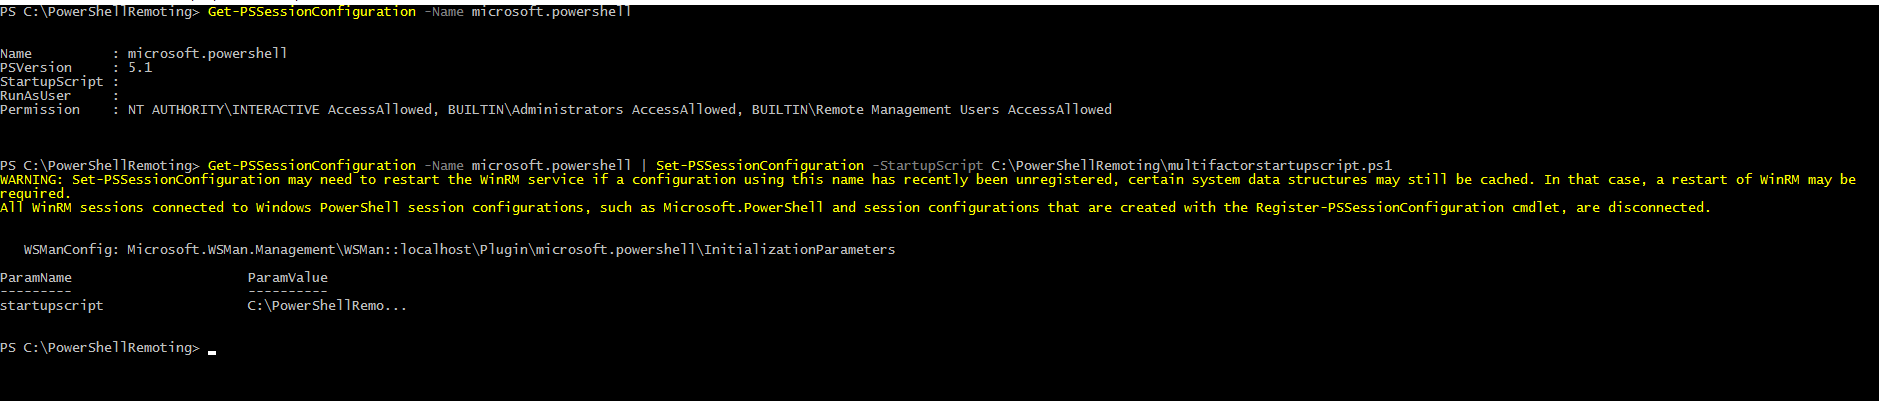 PS C:\PowerShellRemoting> Get-PSSessionConfiguration -Name microsoft.powershell
Name          : microsoft.powershell
PSVersion     : 5.1
StartupScript :
RunAsUser     :
Permission    : NT AUTHORITY\INTERACTIVE AccessAllowed, BUILTIN\Administrators AccessAllowed, BUILTIN\Remote Management Users AccessAllowed
PS C:\PowerShellRemoting> Get-PSSessionConfiguration -Name microsoft.powershell | Set-PSSessionConfiguration -StartupScript C:\PowerShellRemoting\multifactorstartupscript.ps1
WARNING: Set-PSSessionConfiguration may need to restart the WinRM service if a configuration using this name has recently been unregistered, certain system data structures may still be cached. In that case, a restart of WinRM may be
required.
All WinRM sessions connected to Windows PowerShell session configurations, such as Microsoft.PowerShell and session configurations that are created with the Register-PSSessionConfiguration cmdlet, are disconnected.
   WSManConfig: Microsoft.WSMan.Management\WSMan::localhost\Plugin\microsoft.powershell\InitializationParameters
ParamName                      ParamValue
---------                      ----------
startupscript                  C:\PowerShellRemo...
PS C:\PowerShellRemoting>